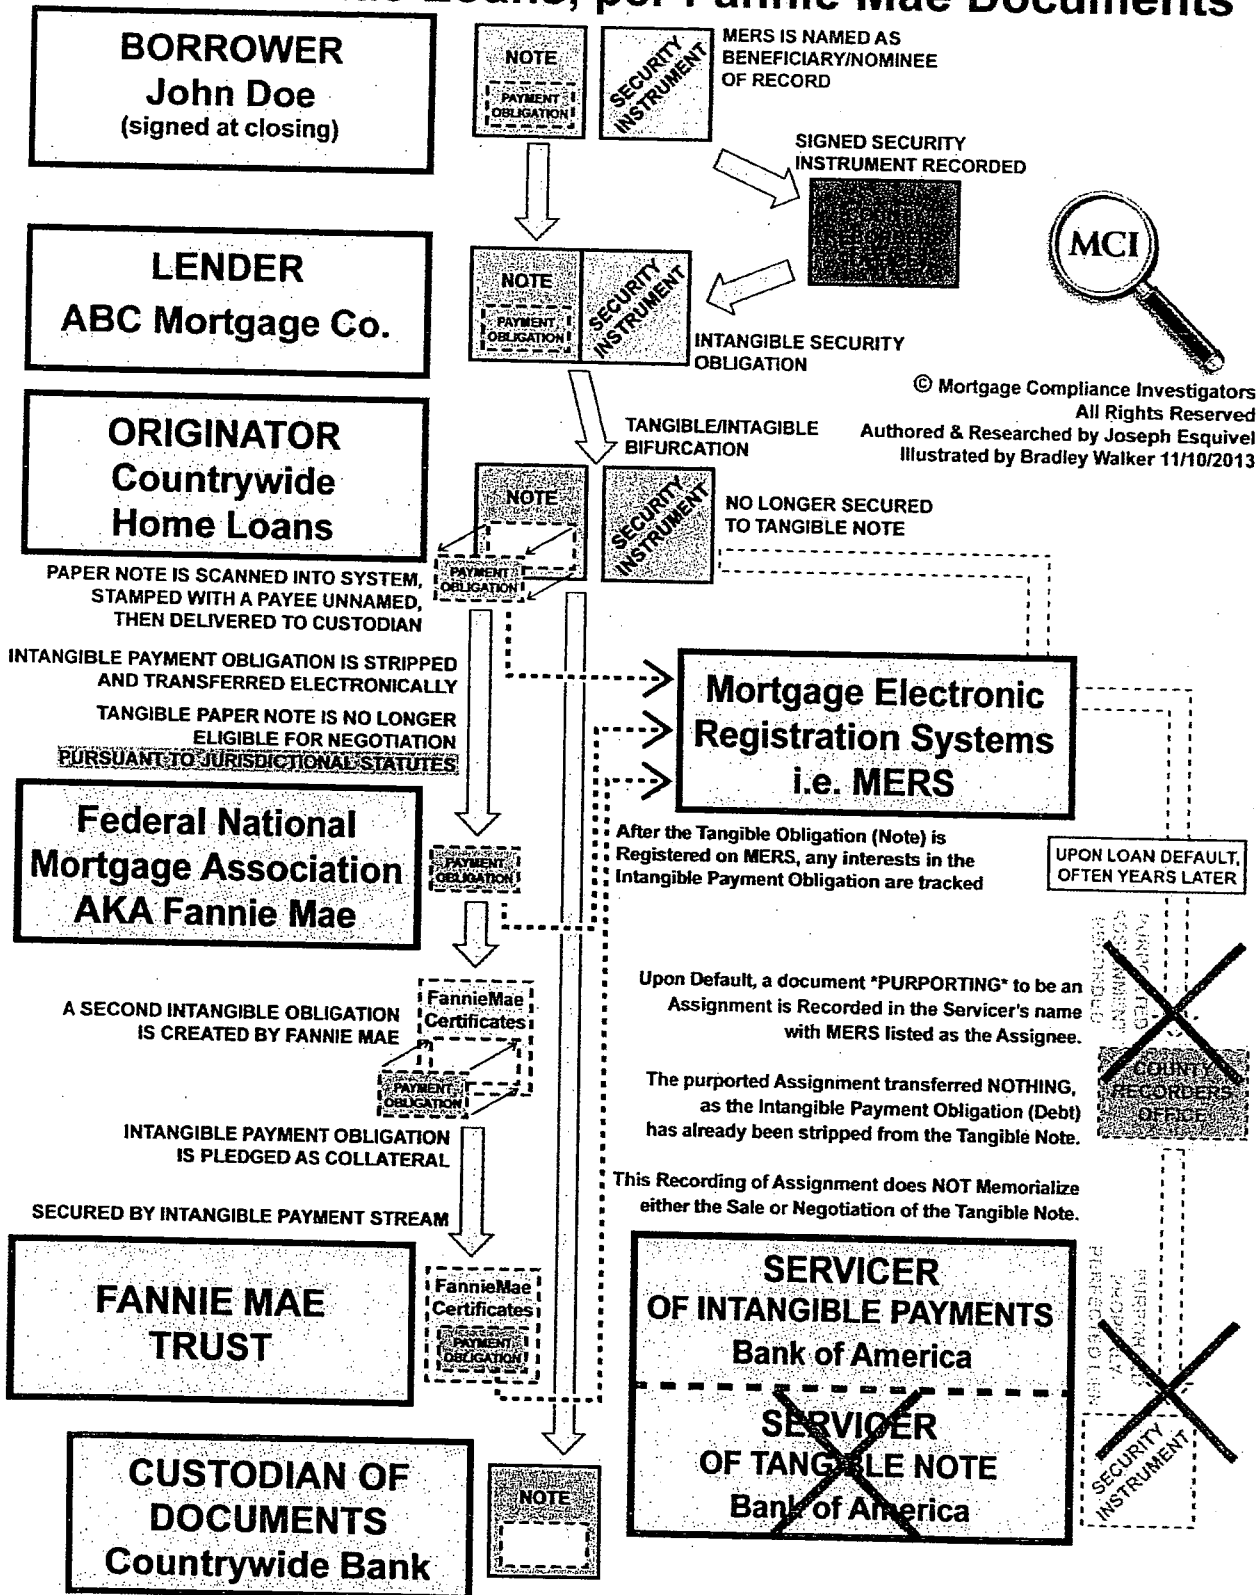 Loans, per Fannie Mae Documents
BORROWER
John Doe
(signed at closing)
NOTE
PAYMENT
OBLIGATION
SECURITY
INSTRUMENT
MERS IS NAMED AS
BENEFICIARY/NOMINEE
OF RECORD
SIGNED SECURITY
INSTRUMENT RECORDED
MCI
LENDER
ABC Mortgage Co.
NOTE
PAYMENT
OBLIGATION
SECURITY
INSTRUMENT
INTANGIBLE SECURITY
OBLIGATION
© Mortgage Compliance Investigators
All Rights Reserved
Authored & Researched by Joseph Esquivel
Illustrated by Bradley Walker 11/10/2013
ORIGINATOR
Countrywide
Home Loans
TANGIBLE/INTAGIBLE
BIFURCATION
NOTE
PAYMENT
OBLIGATION
SECURITY
INSTRUMENT
NO LONGER SECURED
TO TANGIBLE NOTE
PAPER NOTE IS SCANNED INTO SYSTEM,
STAMPED WITH A PAYEE UNNAMED,
THEN DELIVERED TO CUSTODIAN
INTANGIBLE PAYMENT OBLIGATION IS STRIPPED
AND TRANSFERRED ELECTRONICALLY
TANGIBLE PAPER NOTE IS NO LONGER
ELIGIBLE FOR NEGOTIATION
PURSUANT TO JURISDICTIONAL STATUTES
Mortgage Electronic
Registration Systems
i.e. MERS
Federal National
Mortgage Association
AKA Fannie Mae
PAYMENT
OBLIGATION
After the Tangible Obligation (Note) is
Registered on MERS, any interests in the
Intangible Payment Obligation are tracked
UPON LOAN DEFAULT,
OFTEN YEARS LATER
PURPORTED
ASSIGNMENT
RECORDED
A SECOND INTANGIBLE OBLIGATION
IS CREATED BY FANNIE MAE
FannieMae
Certificates
PAYMENT
OBLIGATION
Upon Default, a document *PURPORTING* to be an
Assignment is Recorded in the Servicer's name
with MERS listed as the Assignee.
COUNTY
RECORDERS
OFFICE
The purported Assignment transferred NOTHING,
as the Intangible Payment Obligation (Debt)
has already been stripped from the Tangible Note.
INTANGIBLE PAYMENT OBLIGATION
IS PLEDGED AS COLLATERAL
This Recording of Assignment does NOT Memorialize
either the Sale or Negotiation of the Tangible Note.
SECURED BY INTANGIBLE PAYMENT STREAM
FANNIE MAE
TRUST
FannieMae
Certificates
PAYMENT
OBLIGATION
SERVICER
OF INTANGIBLE PAYMENTS
Bank of America
SERVICER
OF TANGIBLE NOTE
Bank of America
SECURITY
INSTRUMENT
CUSTODIAN OF
DOCUMENTS
Countrywide Bank
NOTE